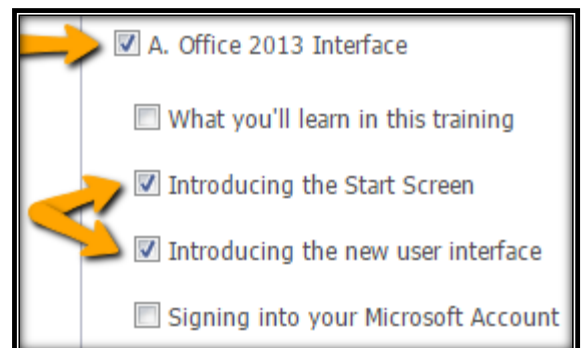 A. Office 2013 Interface
What you'll learn in this training
Introducing the Start Screen
Introducing the new user interface
Signing into your Microsoft Account